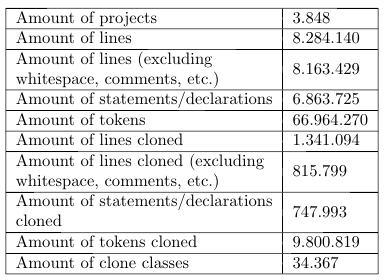 Amount of projects 3.848
Amount of lines 8.284.140
Amount of lines (excluding
whitespace, comments, etc.) 8.163.429
Amount of statements/declarations 6.863.725
Amount of tokens 66.964.270
Amount of lines cloned 1.341.094
Amount of lines cloned (excluding
whitespace, comments, etc.) 815.799
Amount of statements/declarations
cloned 747.993
Amount of tokens cloned 9.800.819
Amount of clone classes 34.367